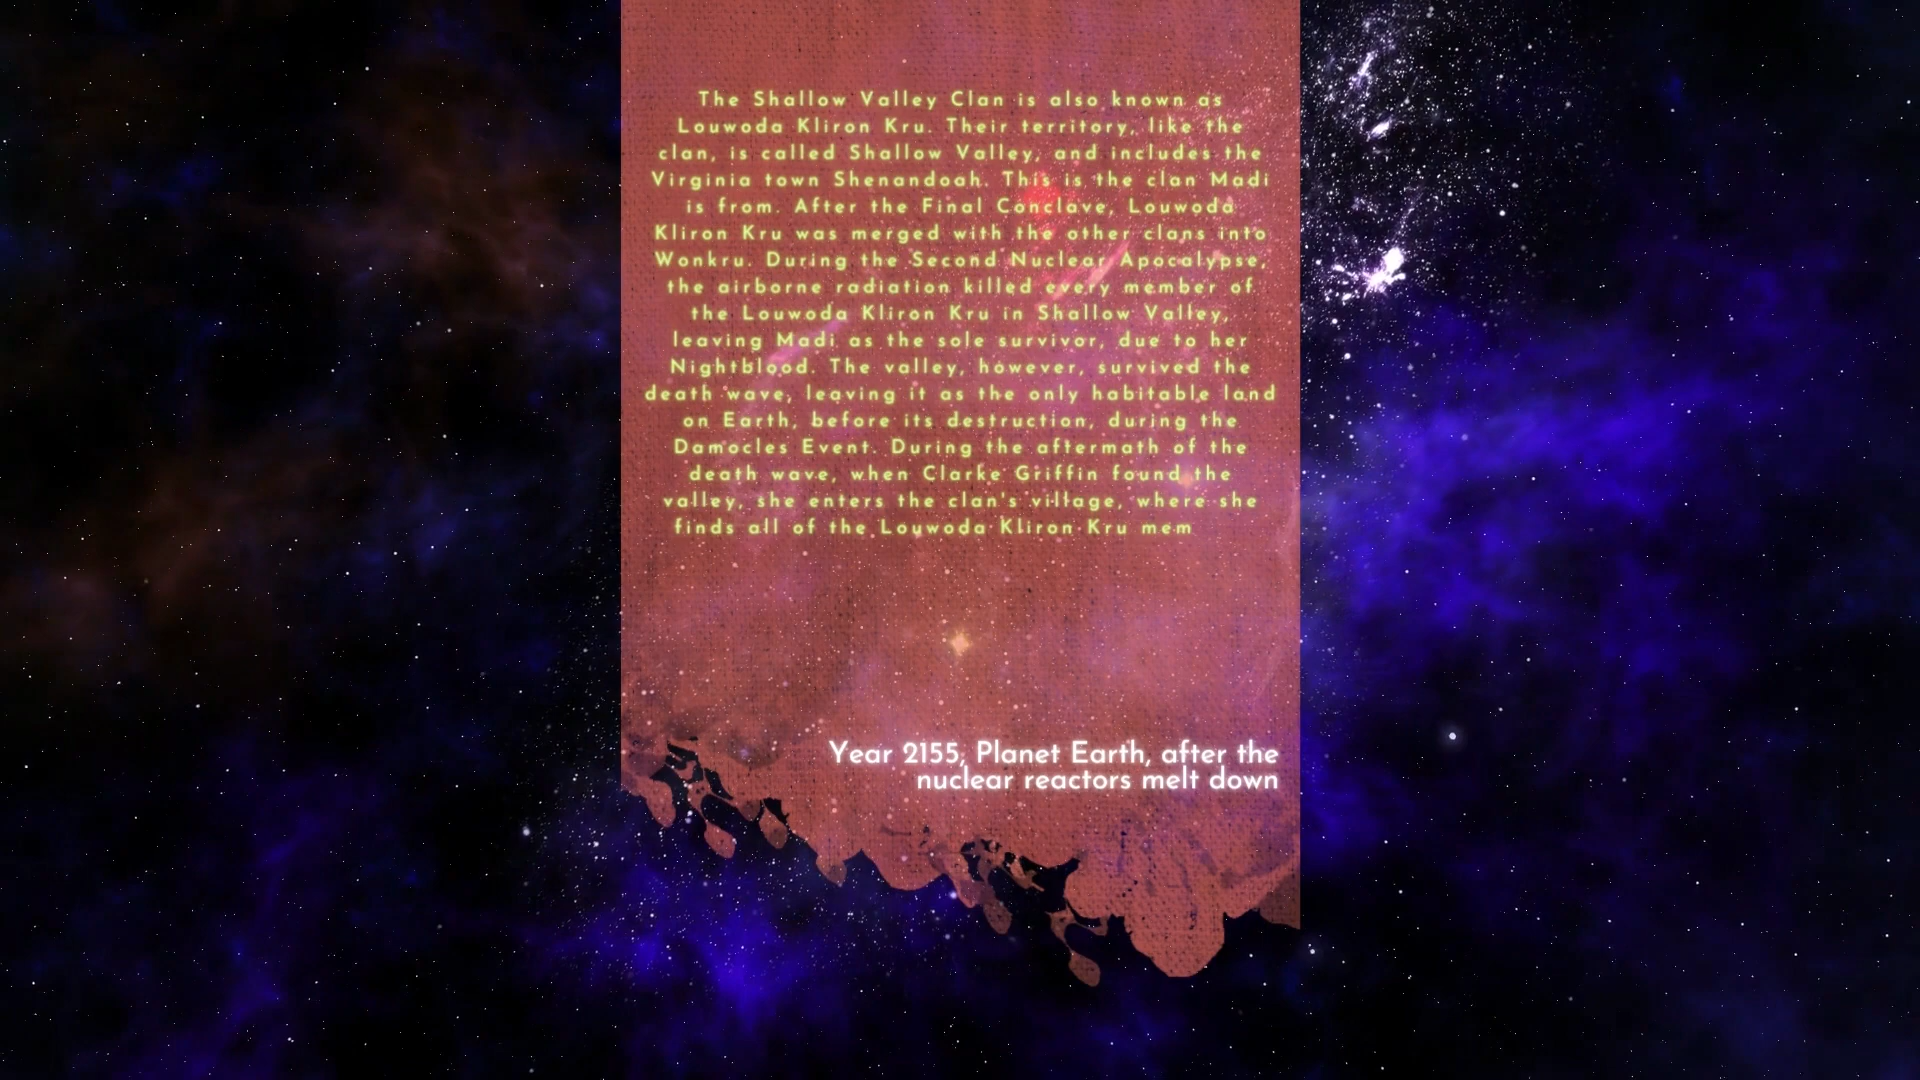 The Shallow Valley Clan is also known as
Louwoda Kliron Kru. Their territory, like the
clan, is called Shallow Valley, and includes the
Virginia town Shenandoah. This is the clan Madi
is from. After the Final Conclave, Louwoda
Kliron Kru was merged with the other clans into
Wonkru. During the Second Nuclear Apocalypse,
the airborne radiation killed every member of
the Louwoda Kliron Kru in Shallow Valley,
leaving Madi as the sole survivor, due to her
Nightblood. The valley, however, survived the
death wave, leaving it as the only habitable land
on Earth, before its destruction, during the
Damocles Event. During the aftermath of the
death wave, when Clarke Griffin found the
valley, she enters the clan's village, where she
finds all of the Louwoda Kliron Kru mem
Year 2155, Planet Earth, after the
nuclear reactors melt down